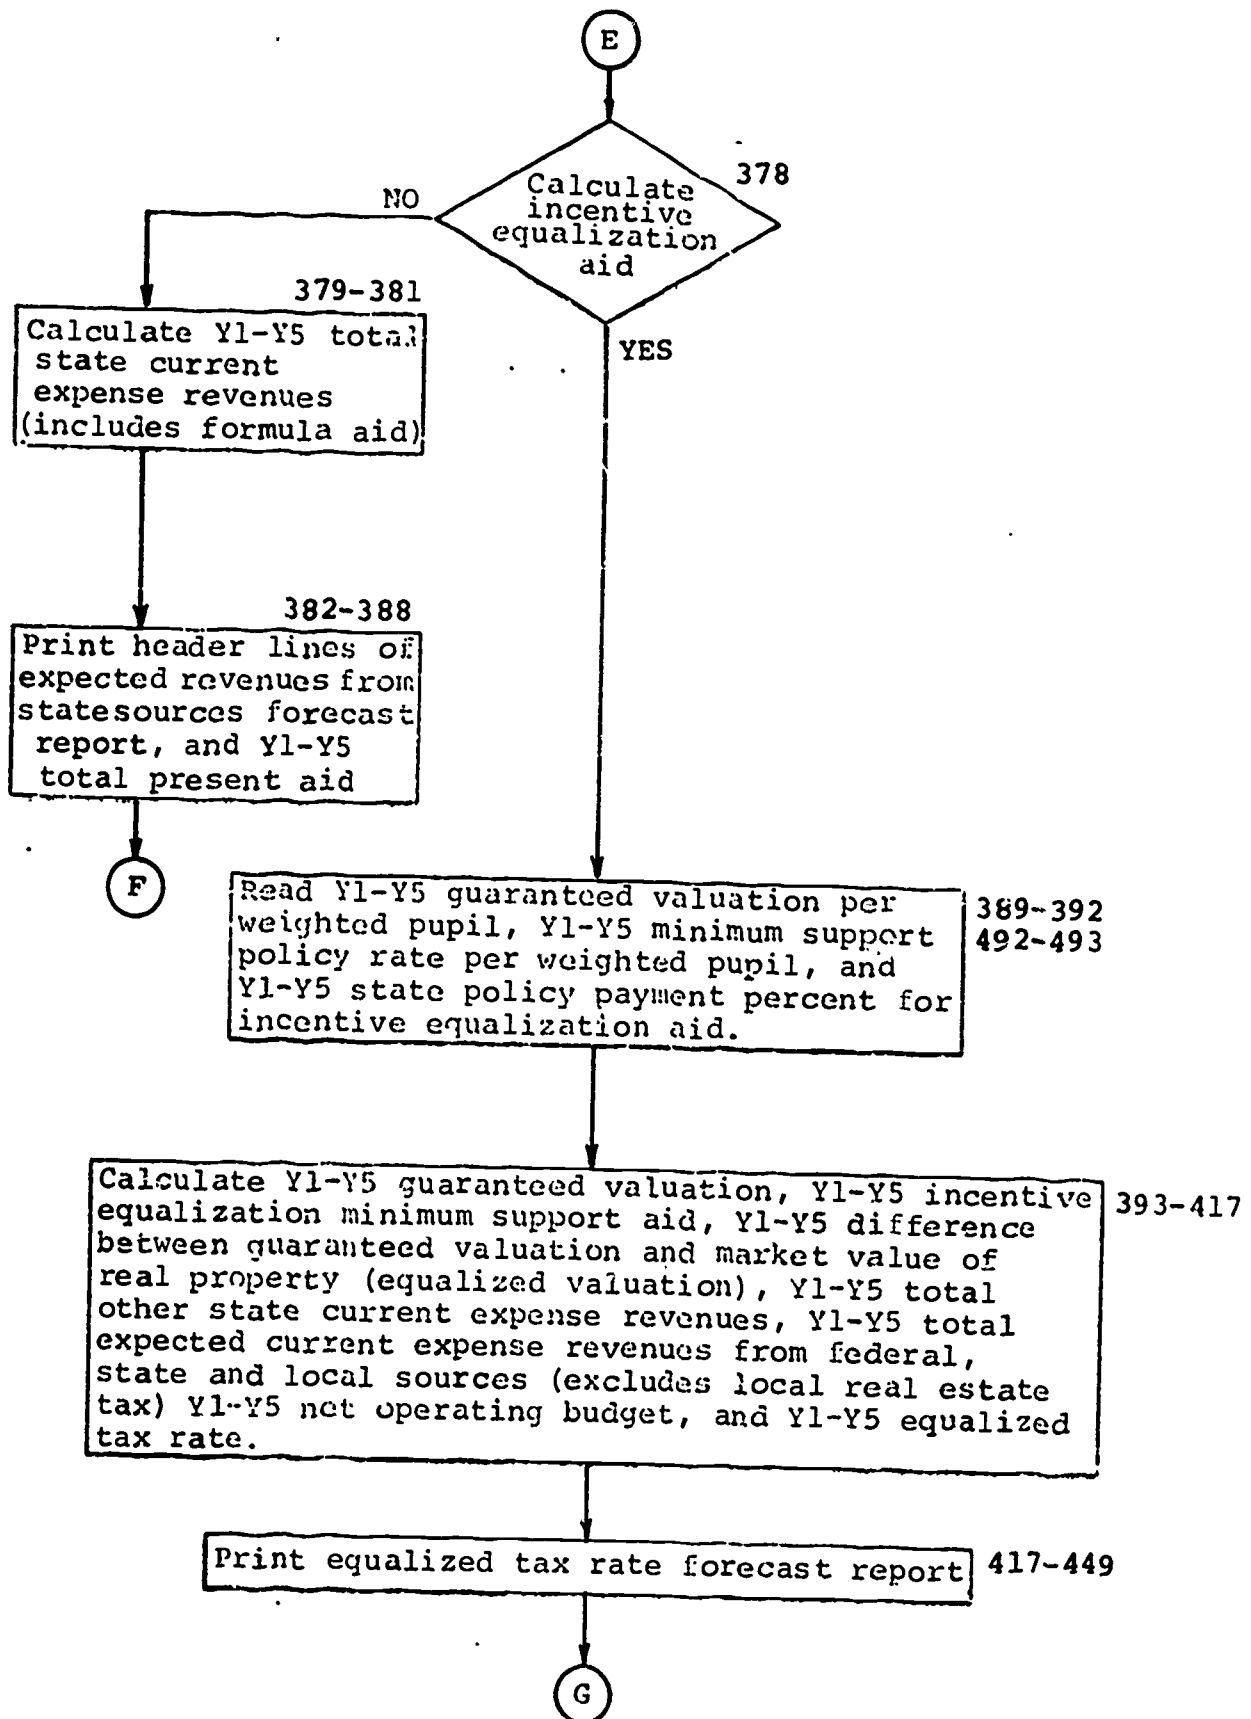 E
378
Calculate
incentive
equalization
aid
NO
YES
379-381
Calculate Y1-Y5 total
state current
expense revenues
(includes formula aid)
382-388
Print header lines of
expected revenues from
state sources forecast
report, and Y1-Y5
total present aid
F
Read Y1-Y5 guaranteed valuation per
weighted pupil, Y1-Y5 minimum support
policy rate per weighted pupil, and
Y1-Y5 state policy payment percent for
incentive equalization aid.
389-392
492-493
Calculate Y1-Y5 guaranteed valuation, Y1-Y5 incentive
equalization minimum support aid, Y1-Y5 difference
between guaranteed valuation and market value of
real property (equalized valuation), Y1-Y5 total
other state current expense revenues, Y1-Y5 total
expected current expense revenues from federal,
state and local sources (excludes local real estate
tax) Y1-Y5 net operating budget, and Y1-Y5 equalized
tax rate.
393-417
Print equalized tax rate forecast report
417-449
G